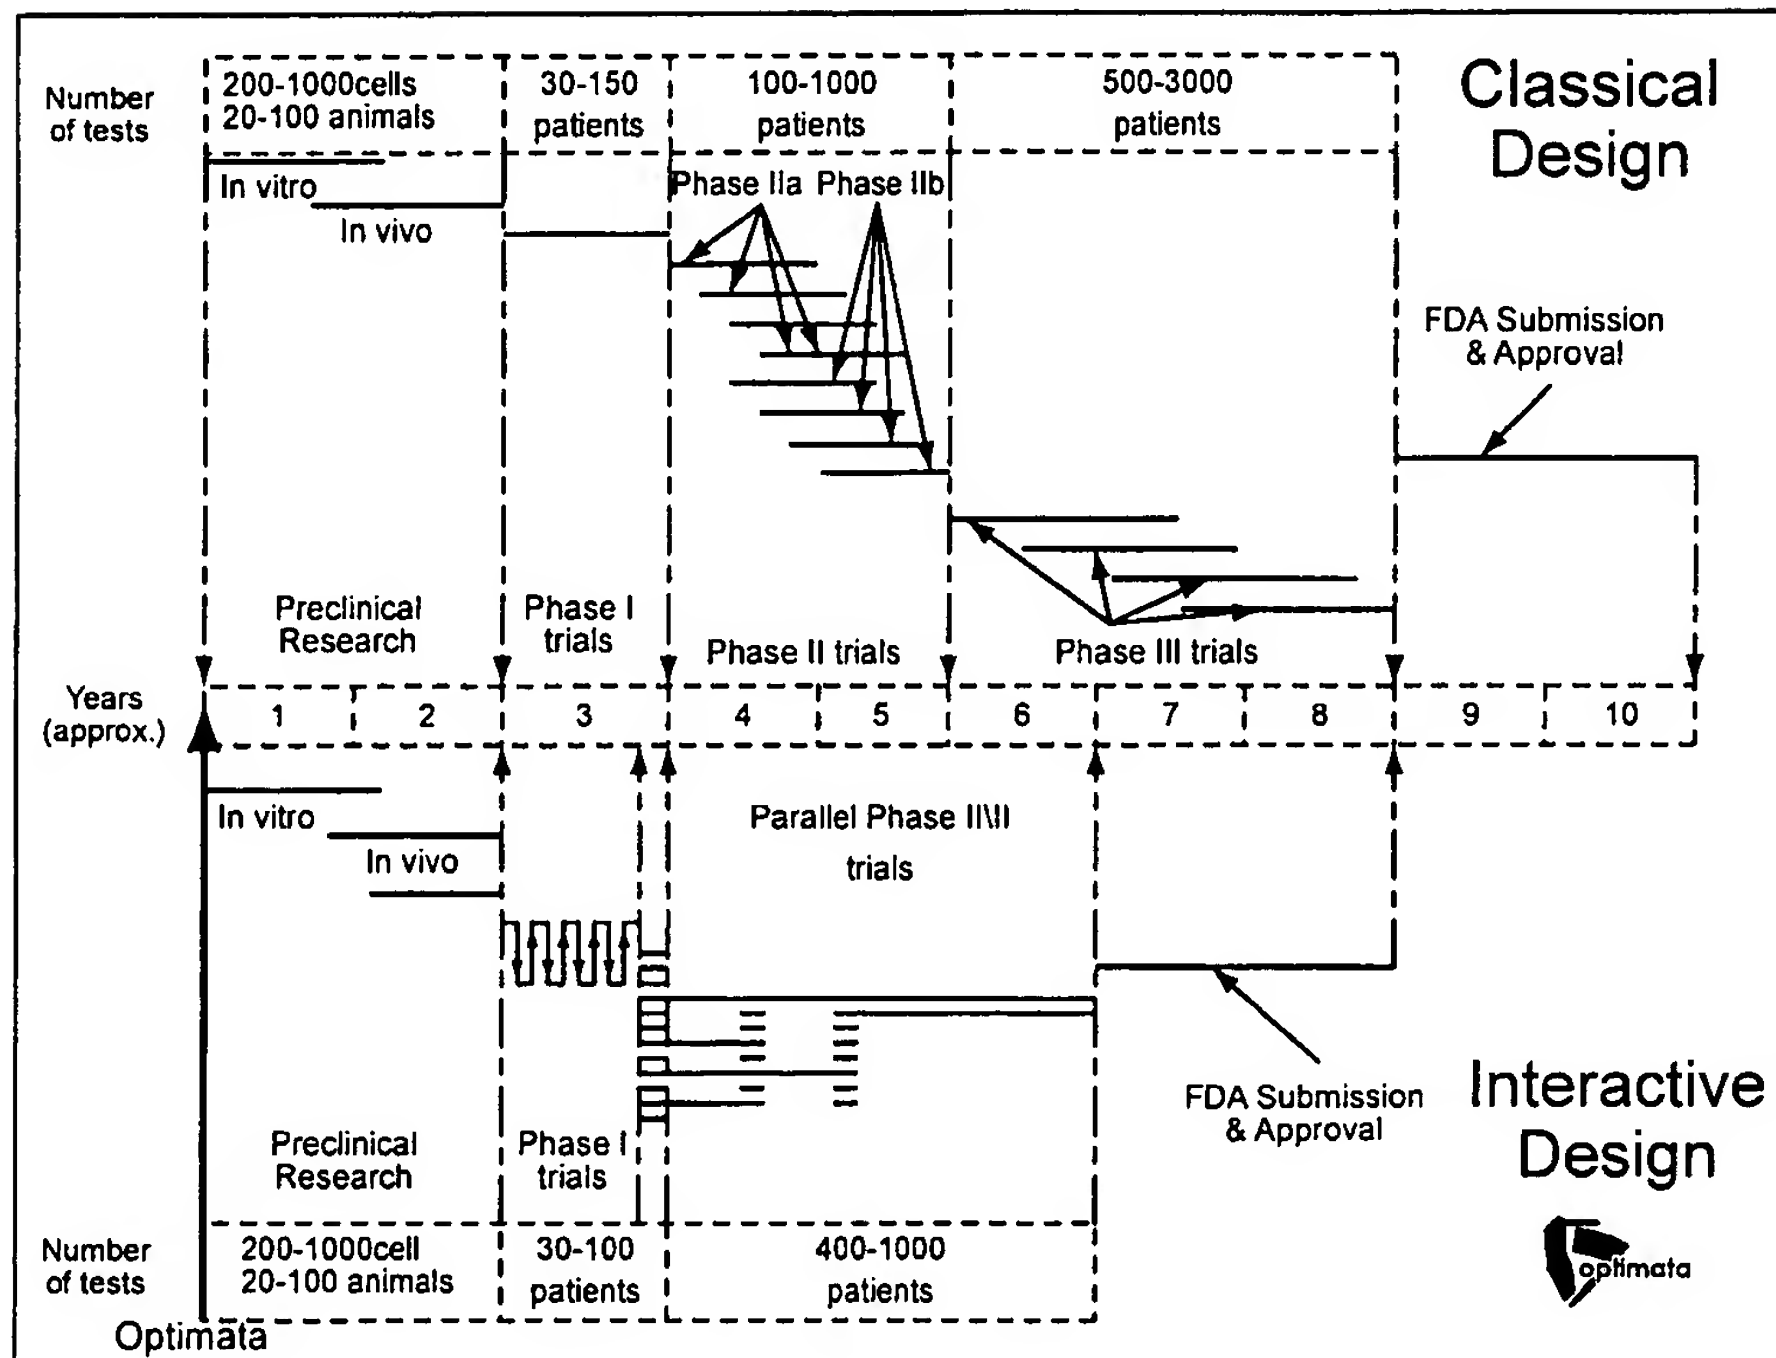 Number
of tests
200-1000cells
20-100 animals
30-150
patients
100-1000
patients
500-3000
patients
Classical
Design
In vitro
In vivo
Phase IIa
Phase IIb
FDA Submission
& Approval
Preclinical
Research
Phase I
trials
Phase II trials
Phase III trials
Years
(approx.)
1
2
3
4
5
6
7
8
9
10
In vitro
In vivo
Parallel Phase II\II
trials
FDA Submission
& Approval
Interactive
Design
Preclinical
Research
Phase I
trials
Number
of tests
200-1000cell
20-100 animals
30-100
patients
400-1000
patients
optimata
Optimata